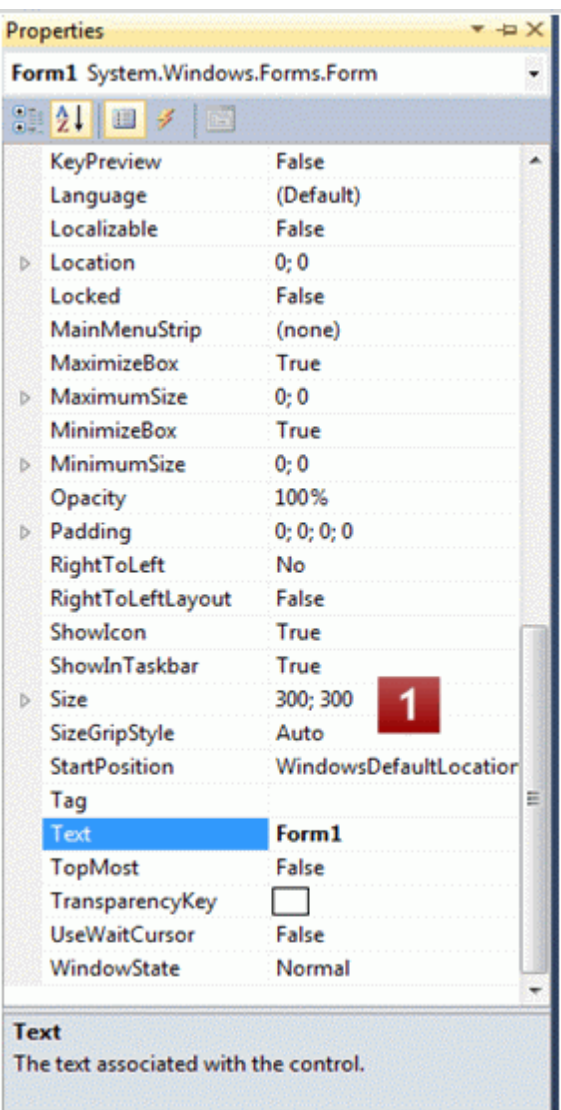 Properties
Form1 System.Windows.Forms.Form
KeyPreview False
Language (Default)
Localizable False
Location 0; 0
Locked False
MainMenuStrip (none)
MaximizeBox True
MaximumSize 0; 0
MinimizeBox True
MinimumSize 0; 0
Opacity 100%
Padding 0; 0; 0; 0
RightToLeft No
RightToLeftLayout False
ShowIcon True
ShowInTaskbar True
Size 300; 300 1
SizeGripStyle Auto
StartPosition WindowsDefaultLocation
Tag
Text Form1
TopMost False
TransparencyKey
UseWaitCursor False
WindowState Normal
Text
The text associated with the control.